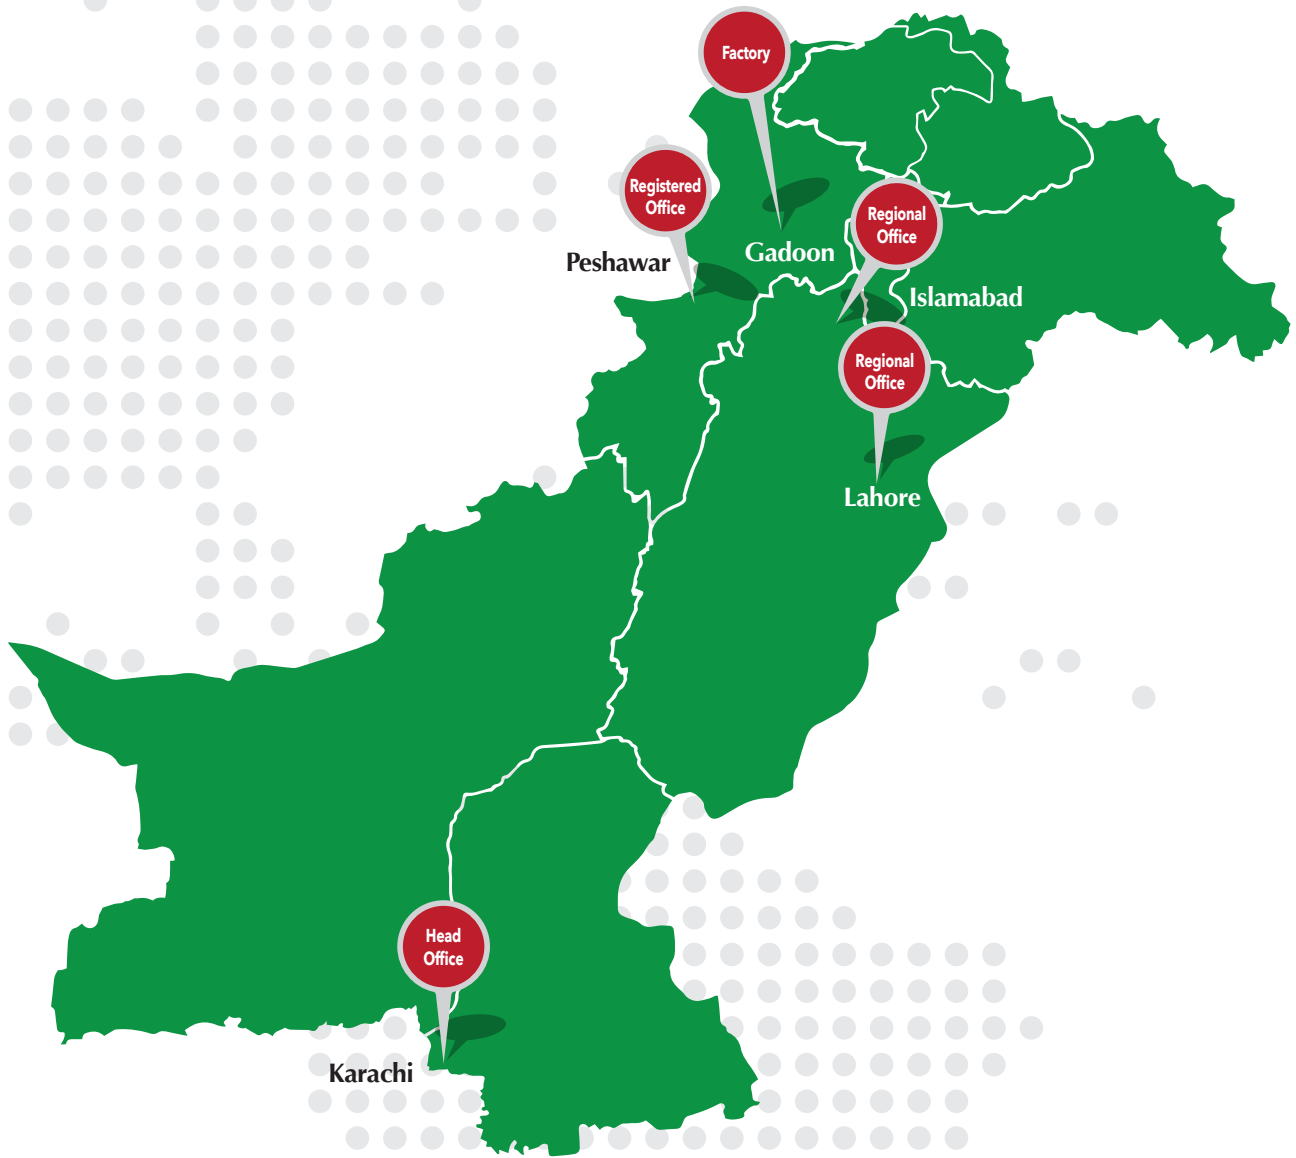 Factory
Registered
Office
Peshawar
Gadoon
Regional
Office
Islamabad
Regional
Office
Lahore
Head
Office
Karachi